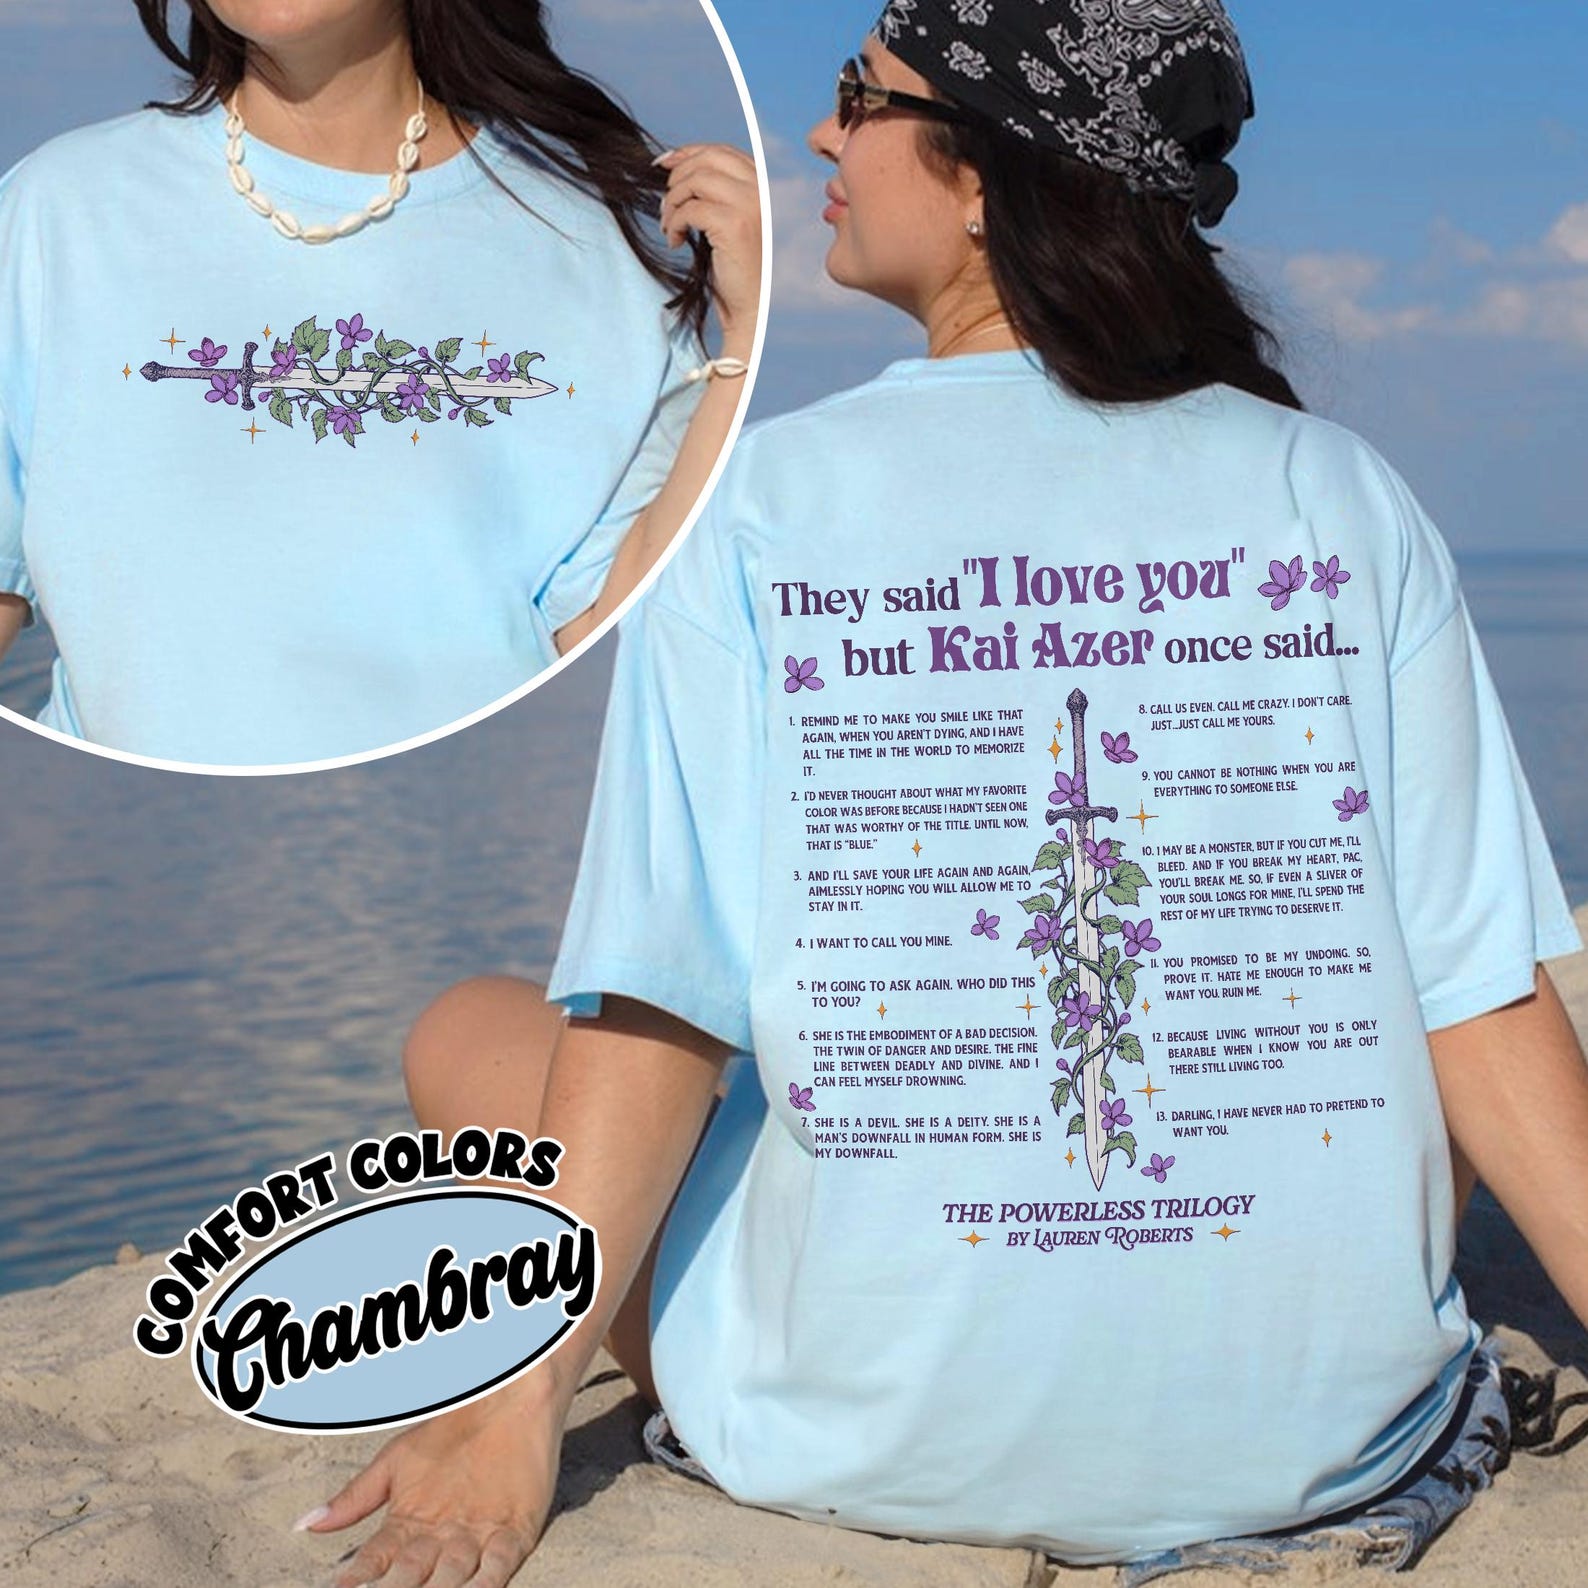 They said "I love you"
but Kai Azer once said...
1. REMIND ME TO MAKE YOU SMILE LIKE THAT
AGAIN, WHEN YOU AREN'T DYING, AND I HAVE
ALL THE TIME IN THE WORLD TO MEMORIZE
IT.
2. I'D NEVER THOUGHT ABOUT WHAT MY FAVORITE
COLOR WAS BEFORE BECAUSE I HADN'T SEEN ONE
THAT WAS WORTHY OF THE TITLE. UNTIL NOW,
THAT IS "BLUE."
3. AND I'LL SAVE YOUR LIFE AGAIN AND AGAIN,
AIMLESSLY HOPING YOU WILL ALLOW ME TO
STAY IN IT.
4. I WANT TO CALL YOU MINE.
5. I'M GOING TO ASK AGAIN. WHO DID THIS
TO YOU?
6. SHE IS THE EMBODIMENT OF A BAD DECISION.
THE TWIN OF DANGER AND DESIRE. THE FINE
LINE BETWEEN DEADLY AND DIVINE. AND I
CAN FEEL MYSELF DROWNING.
7. SHE IS A DEVIL. SHE IS A DEITY. SHE IS A
MAN'S DOWNFALL IN HUMAN FORM. SHE IS
MY DOWNFALL.
8. CALL US EVEN. CALL ME CRAZY. I DON'T CARE.
JUST...JUST CALL ME YOURS.
9. YOU CANNOT BE NOTHING WHEN YOU ARE
EVERYTHING TO SOMEONE ELSE.
10. I MAY BE A MONSTER, BUT IF YOU CUT ME, I'LL
BLEED. AND IF YOU BREAK MY HEART, PAC,
YOU'LL BREAK ME. SO, IF EVEN A SLIVER OF
YOUR SOUL LONGS FOR MINE, I'LL SPEND THE
REST OF MY LIFE TRYING TO DESERVE IT.
11. YOU PROMISED TO BE MY UNDOING. SO,
PROVE IT. HATE ME ENOUGH TO MAKE ME
WANT YOU. RUIN ME.
12. BECAUSE LIVING WITHOUT YOU IS ONLY
BEARABLE WHEN I KNOW YOU ARE OUT
THERE STILL LIVING TOO.
13. DARLING, I HAVE NEVER HAD TO PRETEND TO
WANT YOU.
THE POWERLESS TRILOGY
BY LAUREN ROBERTS
COMFORT COLORS
Chambray